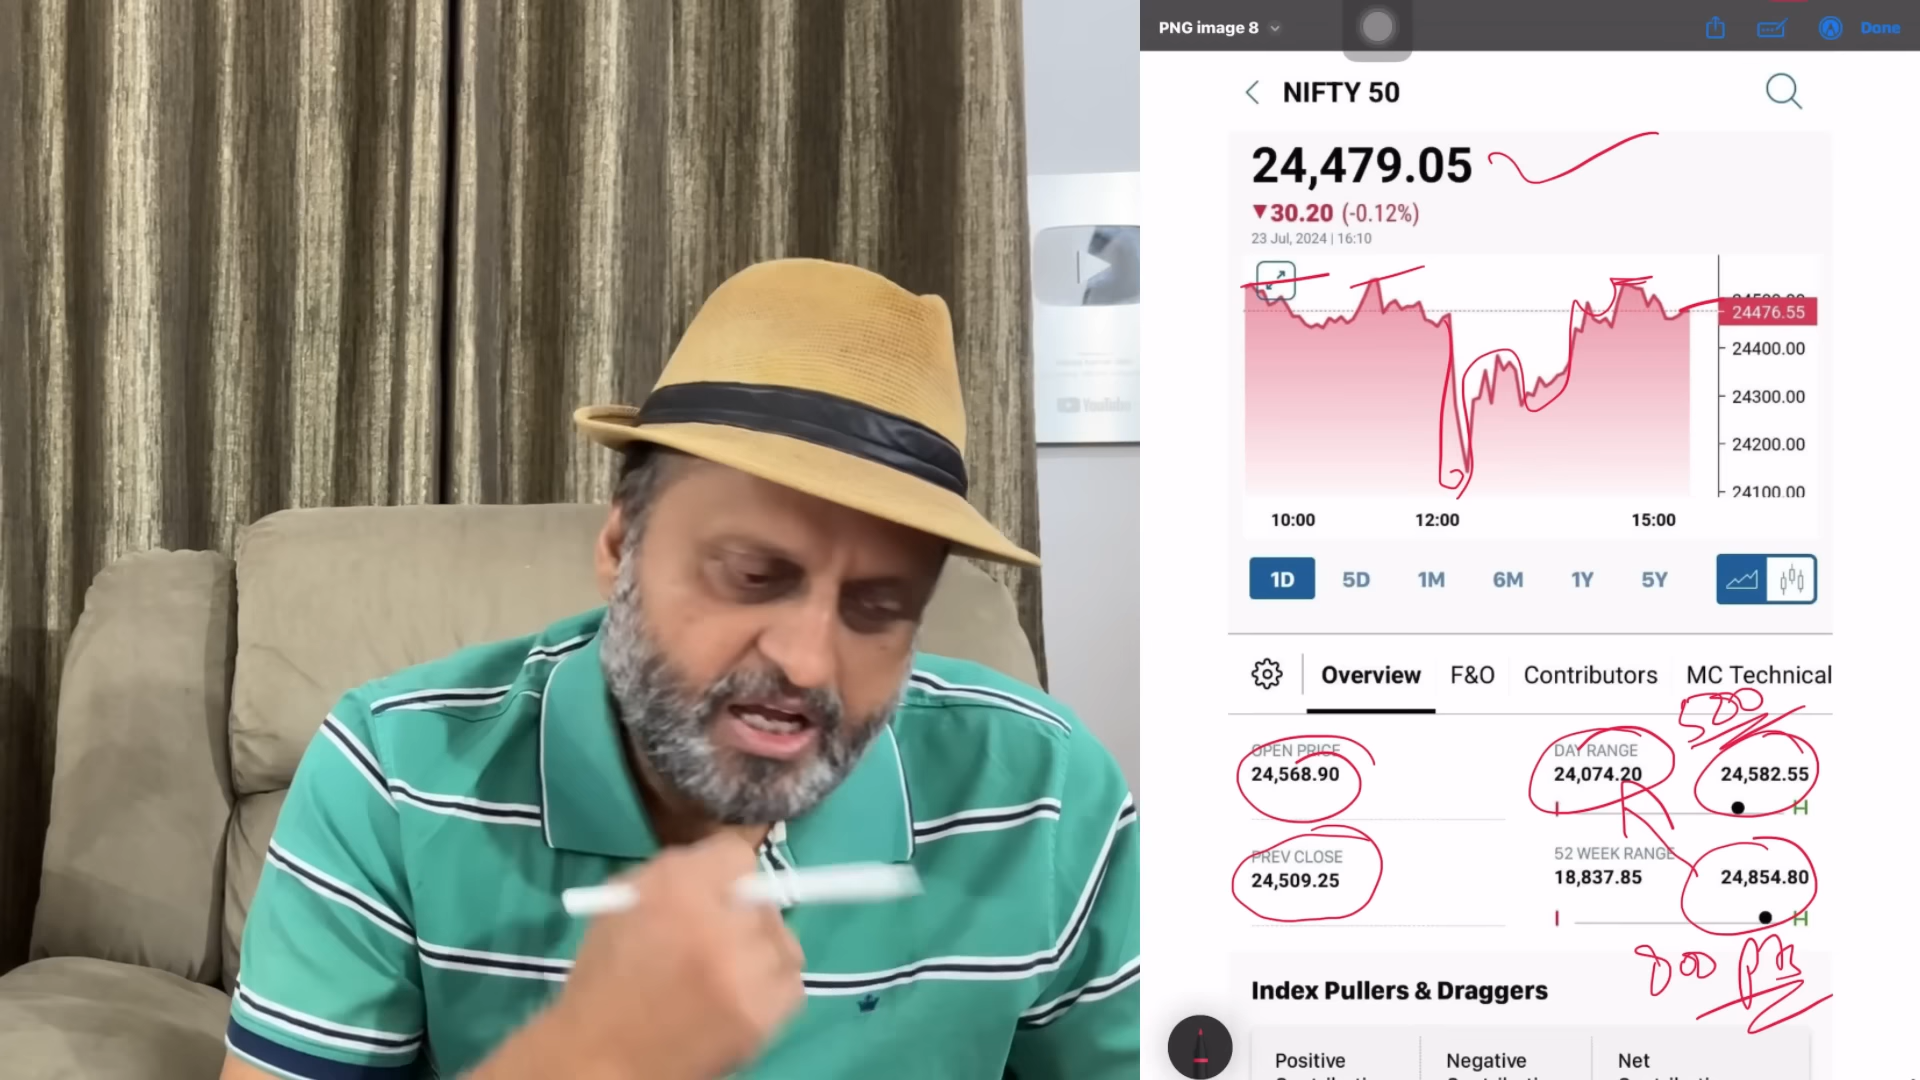 PNG image 8
Done
NIFTY 50
24,479.05
▼30.20 (-0.12%)
23 Jul, 2024 | 16:10
24476.55
24400.00
24300.00
24200.00
24100.00
10:00 12:00 15:00
1D 5D 1M 6M 1Y 5Y
Overview F&O Contributors MC Technical
500
OPEN PRICE
24,568.90
DAY RANGE
24,074.20 24,582.55
L H
PREV CLOSE
24,509.25
52 WEEK RANGE
18,837.85 24,854.80
L H
800
Index Pullers & Draggers
Positive Negative Net
YouTube